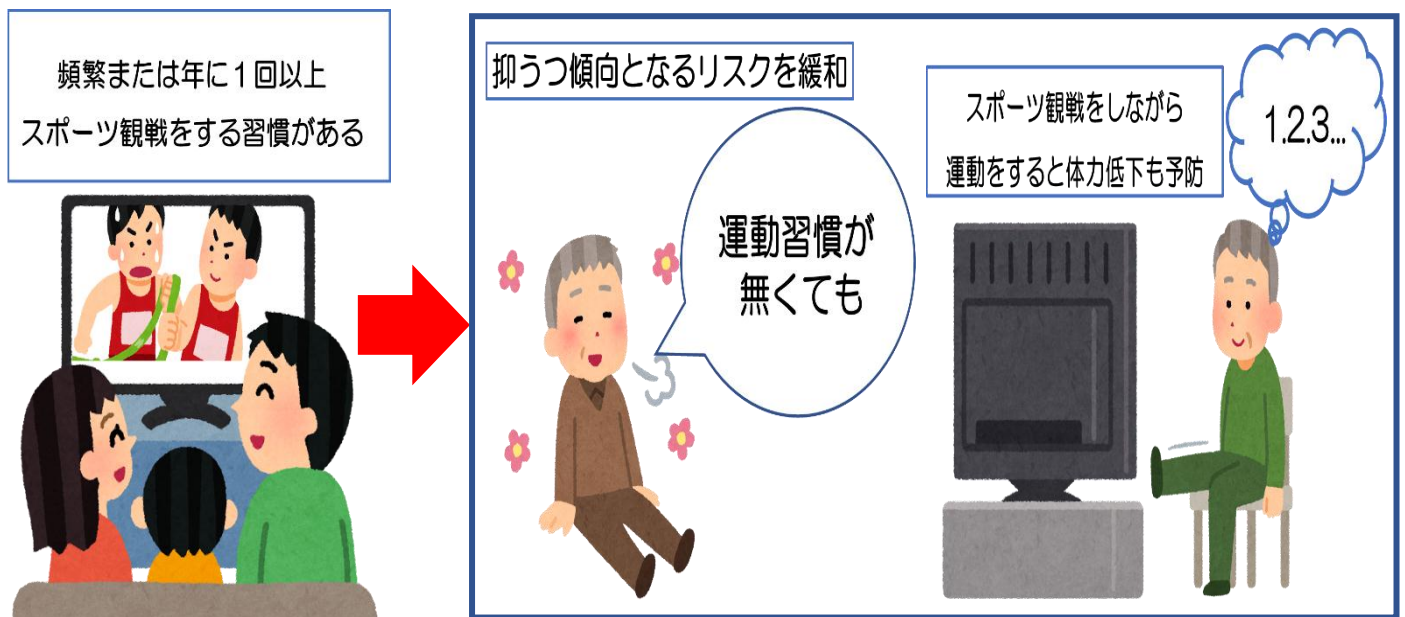 頻繁または年に１回以上
スポーツ観戦をする習慣がある
抑うつ傾向となるリスクを緩和
運動習慣が
無くても
スポーツ観戦をしながら
運動をすると体力低下も予防
1.2.3...